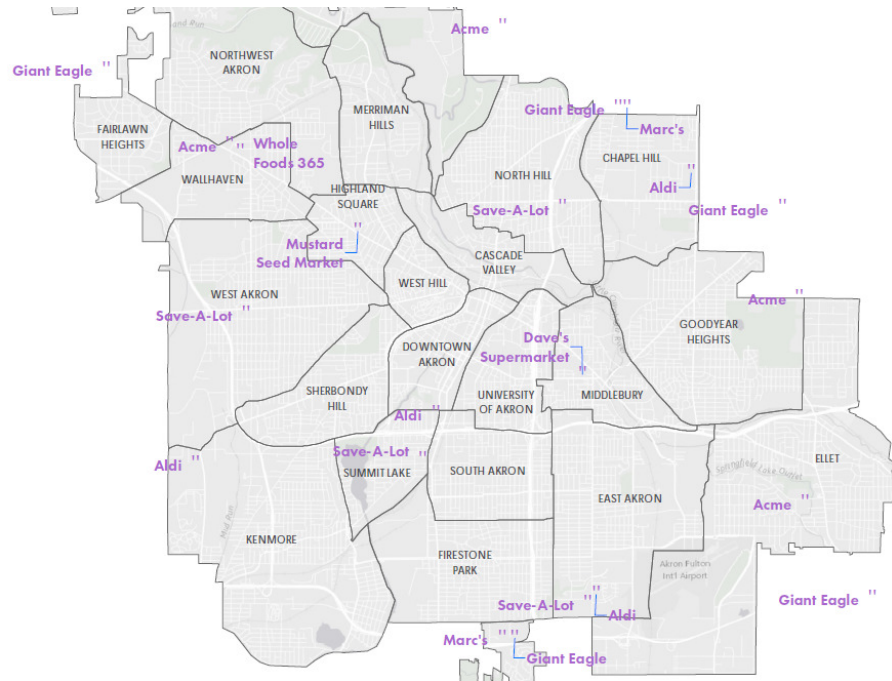 Acme "
NORTHWEST
AKRON
Giant Eagle "
MERRIMAN
HILLS
Giant Eagle """
Marc's
FAIRLAWN
HEIGHTS
Acme " "
Whole
Foods 365
WALLHAVEN
CHAPEL HILL
"
Aldi
NORTH HILL
HIGHLAND
SQUARE
Save-A-Lot "
Giant Eagle "
"
Mustard
Seed Market
CASCADE
VALLEY
WEST HILL
WEST AKRON
Acme "
Save-A-Lot "
GOODYEAR
HEIGHTS
Dave's
Supermarket "
DOWNTOWN
AKRON
SHERBONDY
HILL
UNIVERSITY
OF AKRON
MIDDLEBURY
Aldi "
Save-A-Lot "
SUMMIT LAKE
Aldi "
SOUTH AKRON
ELLET
Springfield Lake Outlet
EAST AKRON
Acme "
KENMORE
FIRESTONE
PARK
Akron Fulton
Int'l Airport
Save-A-Lot " "
Aldi
Giant Eagle "
Marc's " "
Giant Eagle